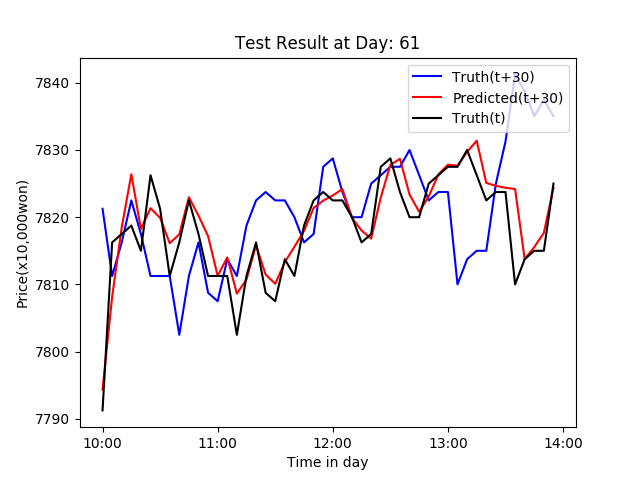 Test Result at Day: 61
Truth(t+30)
Predicted(t+30)
Truth(t)
Price(x10,000won)
7840
7830
7820
7810
7800
7790
10:00 11:00 12:00 13:00 14:00
Time in day